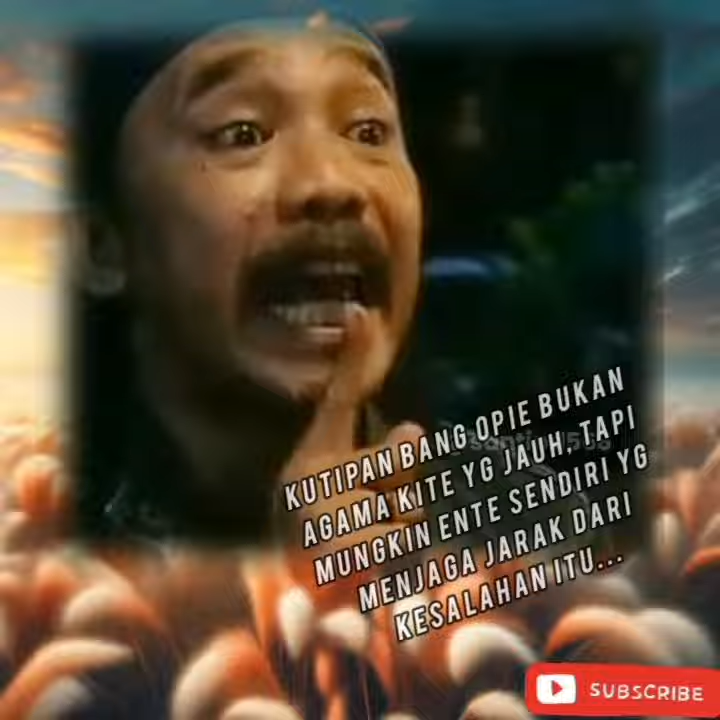 KUTIPAN BANG OPIE BUKAN
AGAMA KITE YG JAUH, TAPI
MUNGKIN ENTE SENDIRI YG
MENJAGA JARAK DARI
KESALAHAN ITU...
SUBSCRIBE